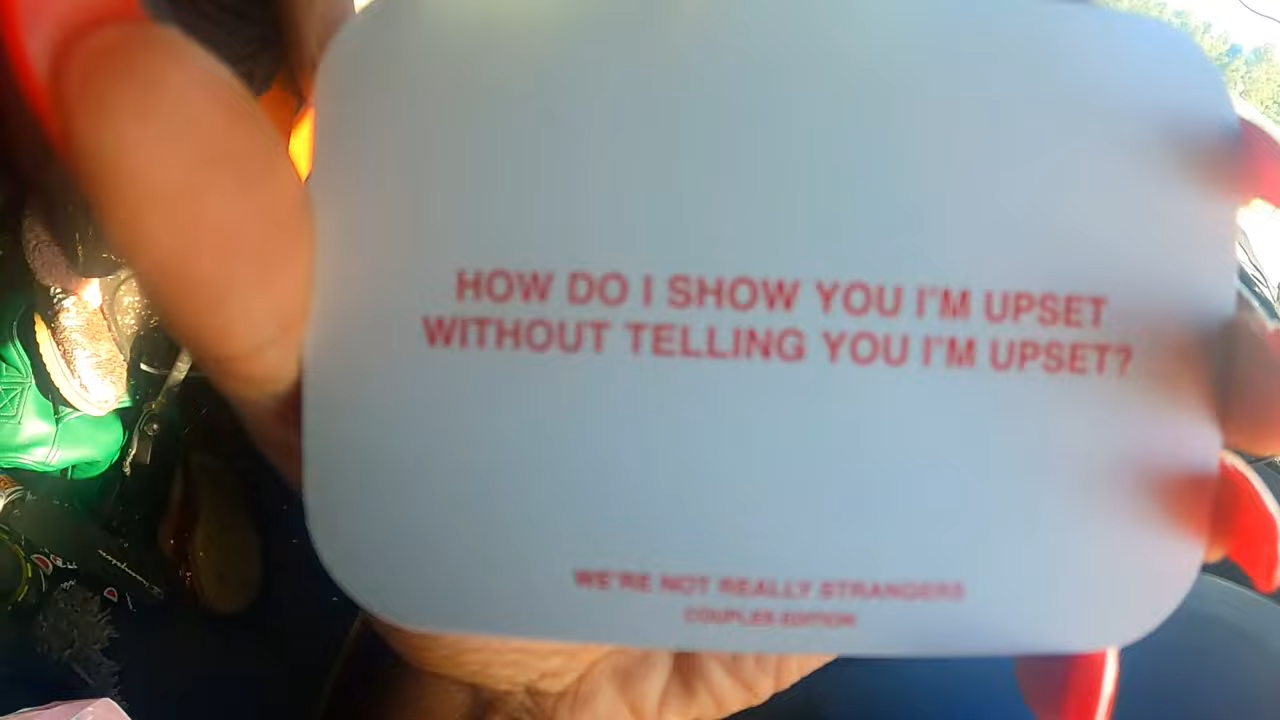 HOW DO I SHOW YOU I'M UPSET
WITHOUT TELLING YOU I'M UPSET?
WE'RE NOT REALLY STRANGERS
COUPLES EDITION